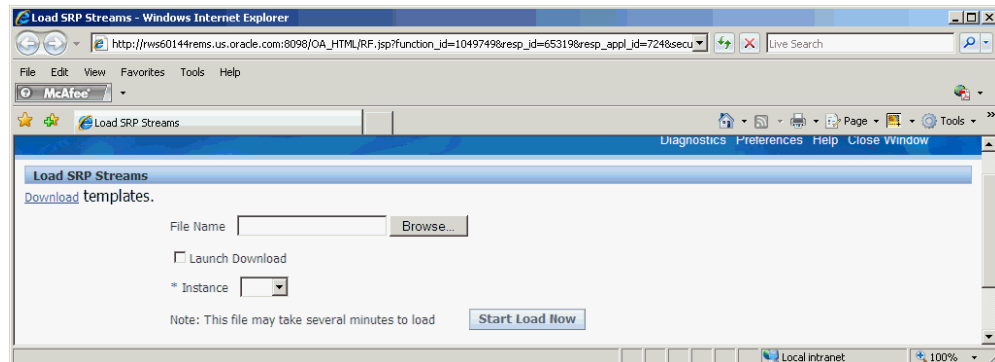 Load SRP Streams - Windows Internet Explorer
http://rws60144rems.us.oracle.com:8098/OA_HTML/RF.jsp?function_id=1049749&resp_id=65319&resp_appl_id=724&secu
Live Search
File Edit View Favorites Tools Help
McAfee
Load SRP Streams
Page Tools »
Diagnostics Preferences Help Close Window
Load SRP Streams
Download templates.
File Name Browse...
Launch Download
* Instance
Note: This file may take several minutes to load Start Load Now
Local intranet 100%